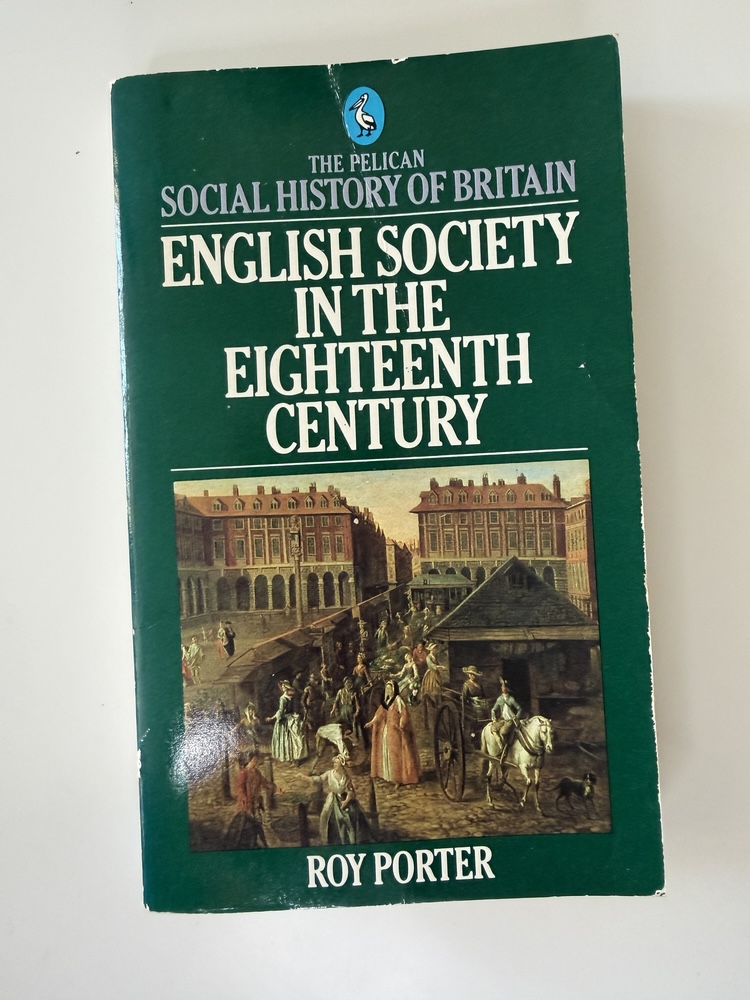 THE PELICAN
SOCIAL HISTORY OF BRITAIN
ENGLISH SOCIETY
IN THE
EIGHTEENTH
CENTURY
ROY PORTER